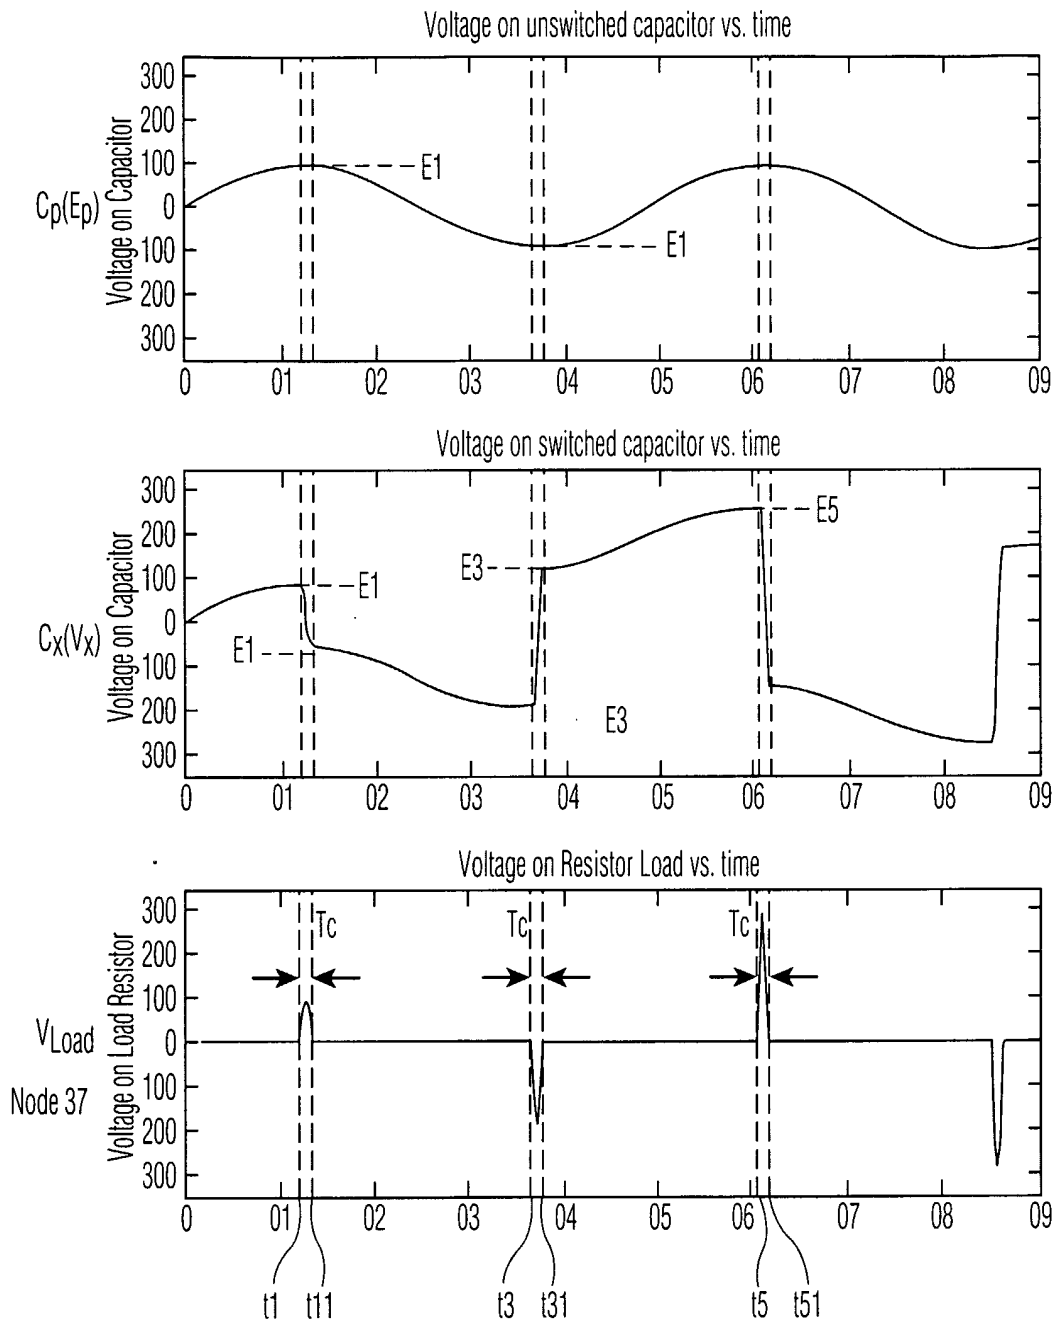 Voltage on unswitched capacitor vs. time
Cp(Ep)
Voltage on Capacitor
300
200
100
0
100
200
300
E1
E1
0 01 02 03 04 05 06 07 08 09
Voltage on switched capacitor vs. time
Cx(Vx)
Voltage on Capacitor
300
200
100
0
100
200
300
E1
E1
E3
E3
E5
0 01 02 03 04 05 06 07 08 09
Voltage on Resistor Load vs. time
VLoad
Node 37
Voltage on Load Resistor
300
200
100
0
100
200
300
Tc Tc Tc
0 01 02 03 04 05 06 07 08 09
t1 t11 t3 t31 t5 t51